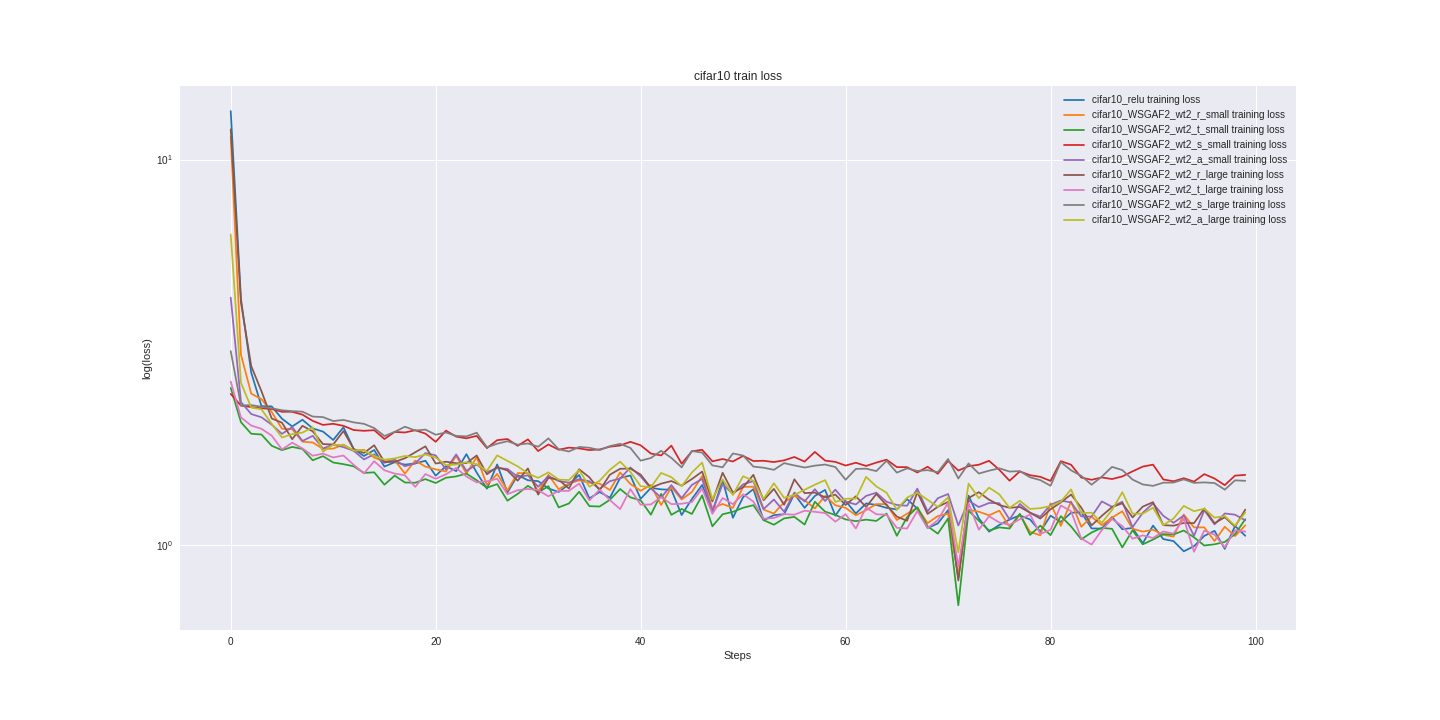 cifar10 train loss
cifar10_relu training loss
cifar10_WSGAF2_wt2_r_small training loss
cifar10_WSGAF2_wt2_t_small training loss
cifar10_WSGAF2_wt2_s_small training loss
cifar10_WSGAF2_wt2_a_small training loss
cifar10_WSGAF2_wt2_r_large training loss
cifar10_WSGAF2_wt2_t_large training loss
cifar10_WSGAF2_wt2_s_large training loss
cifar10_WSGAF2_wt2_a_large training loss
10¹
log(loss)
10⁰
0 20 40 60 80 100
Steps